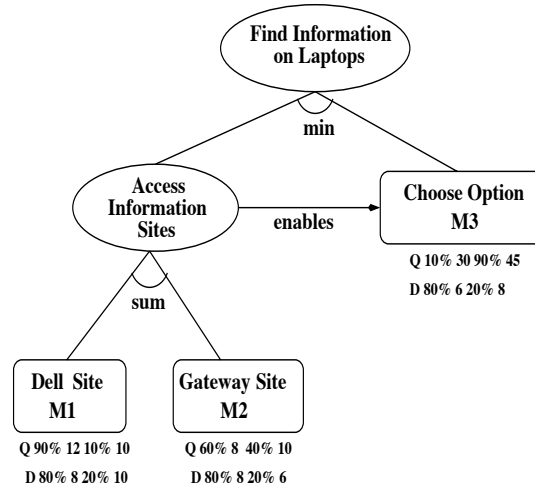 Find Information
on Laptops
min
Access
Information
Sites
enables
Choose Option
M3
Q 10% 30 90% 45
D 80% 6 20% 8
sum
Dell Site
M1
Q 90% 12 10% 10
D 80% 8 20% 10
Gateway Site
M2
Q 60% 8 40% 10
D 80% 8 20% 6